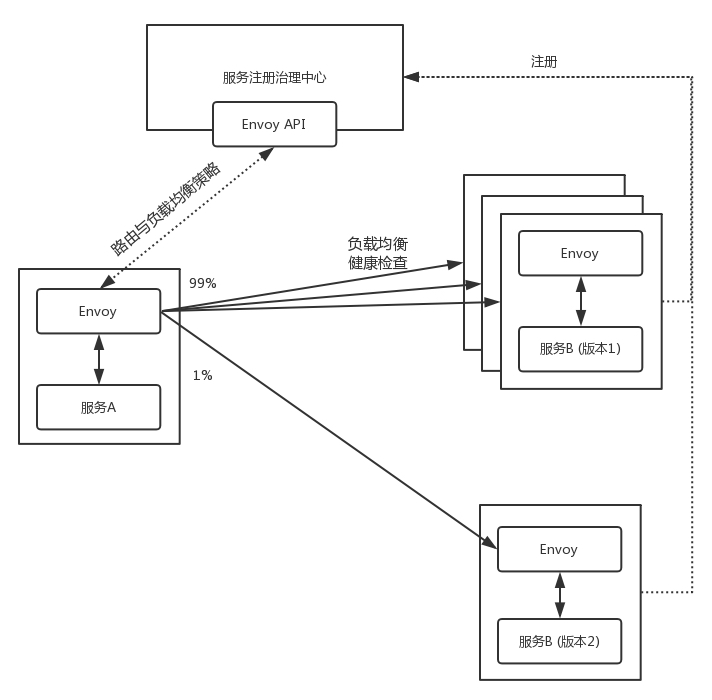 注册
服务注册治理中心
Envoy API
路由与负载均衡策略
负载均衡
健康检查
99%
Envoy
服务A
1%
Envoy
服务B (版本1)
Envoy
服务B (版本2)